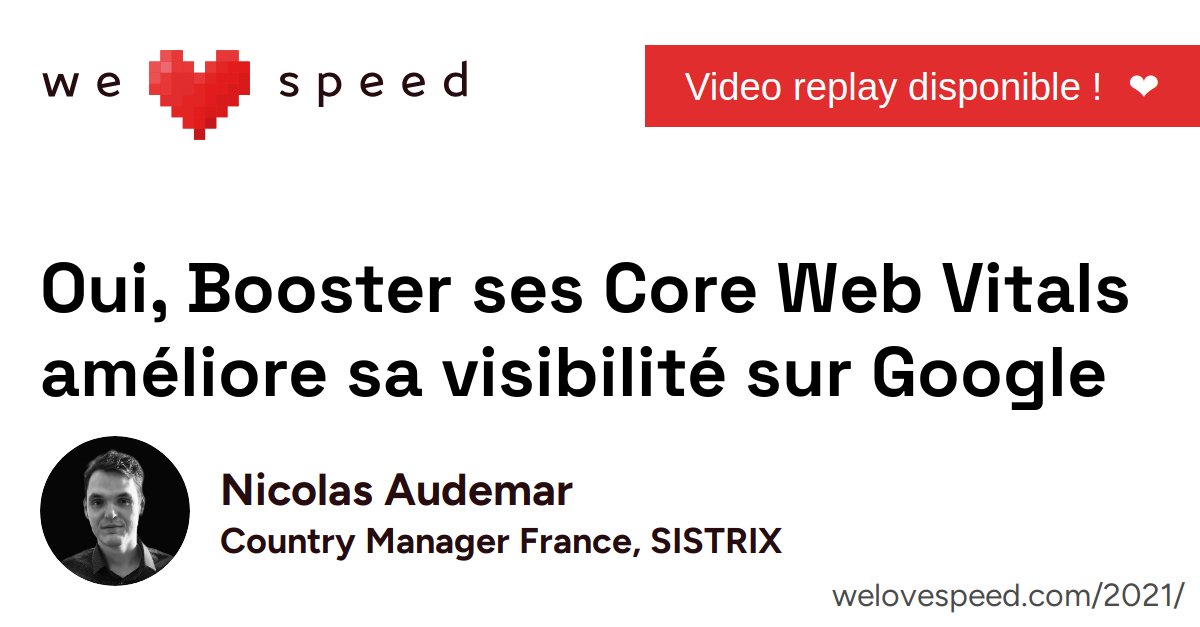 we ❤ speed
Video replay disponible ! ❤
Oui, Booster ses Core Web Vitals
améliore sa visibilité sur Google
Nicolas Audemar
Country Manager France, SISTRIX
welovespeed.com/2021/